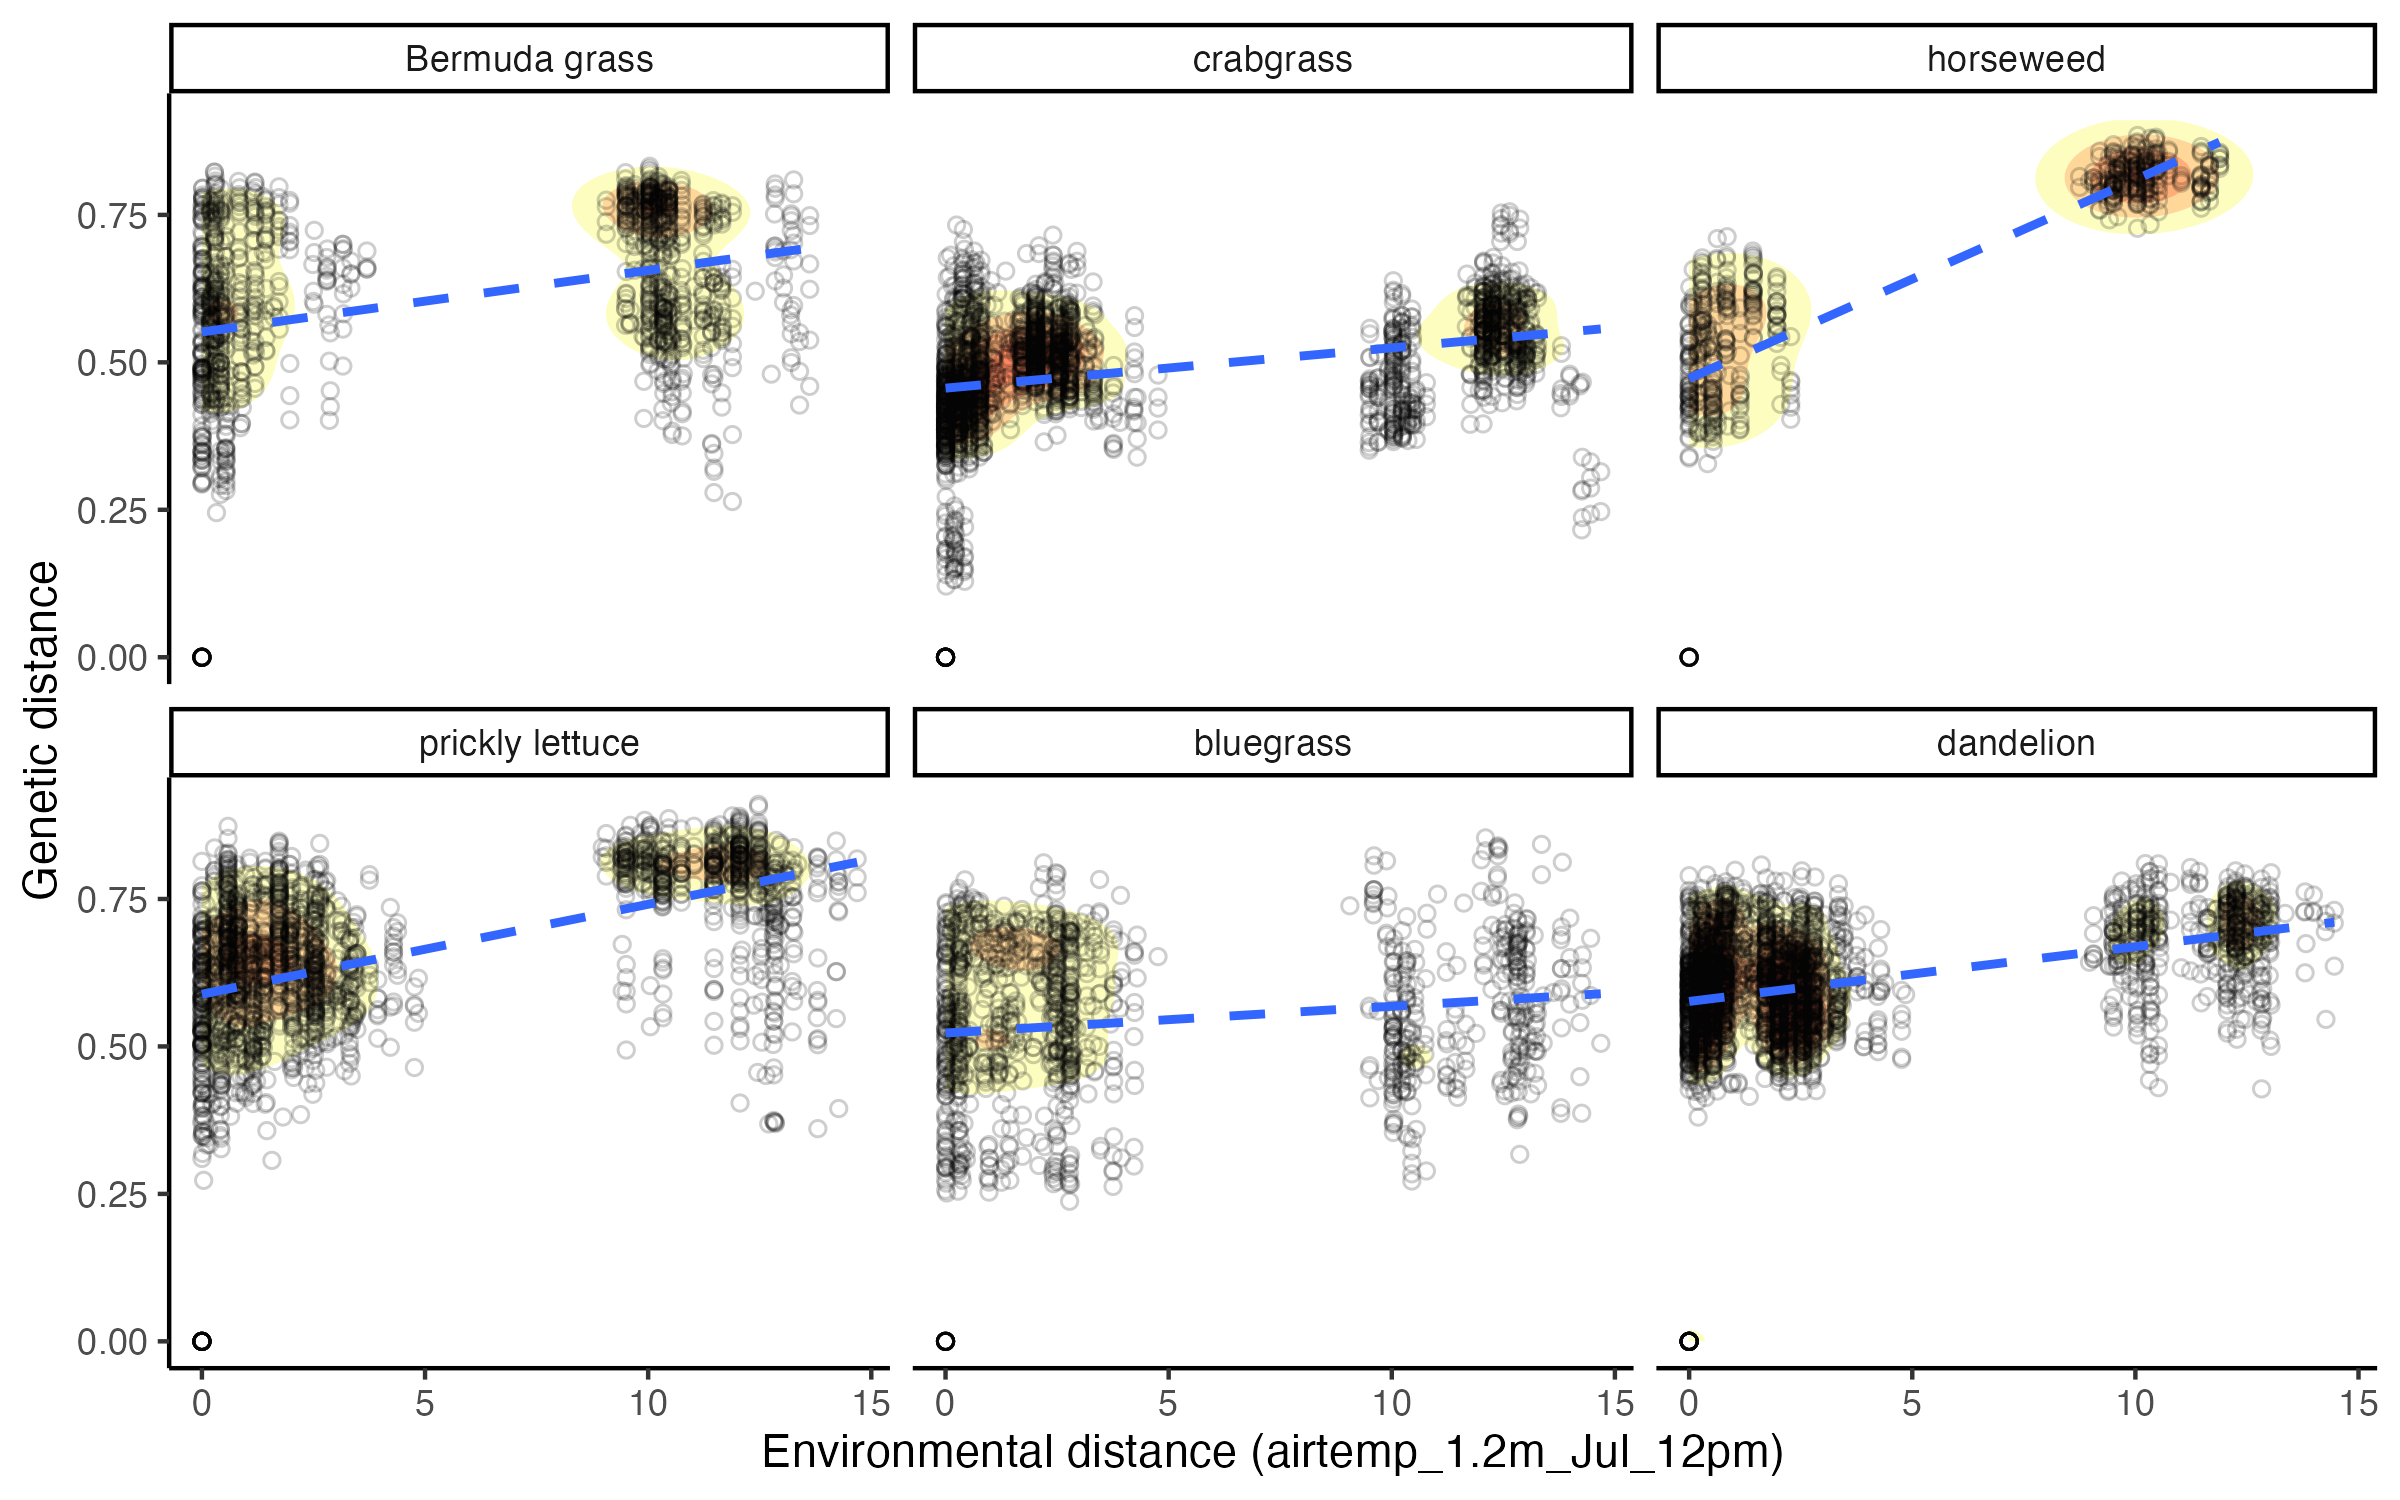 Bermuda grass
crabgrass
horseweed
0.75
0.50
0.25
0.00
Genetic distance
prickly lettuce
bluegrass
dandelion
0.75
0.50
0.25
0.00
0 5 10 15 0 5 10 15 0 5 10 15
Environmental distance (airtemp_1.2m_Jul_12pm)